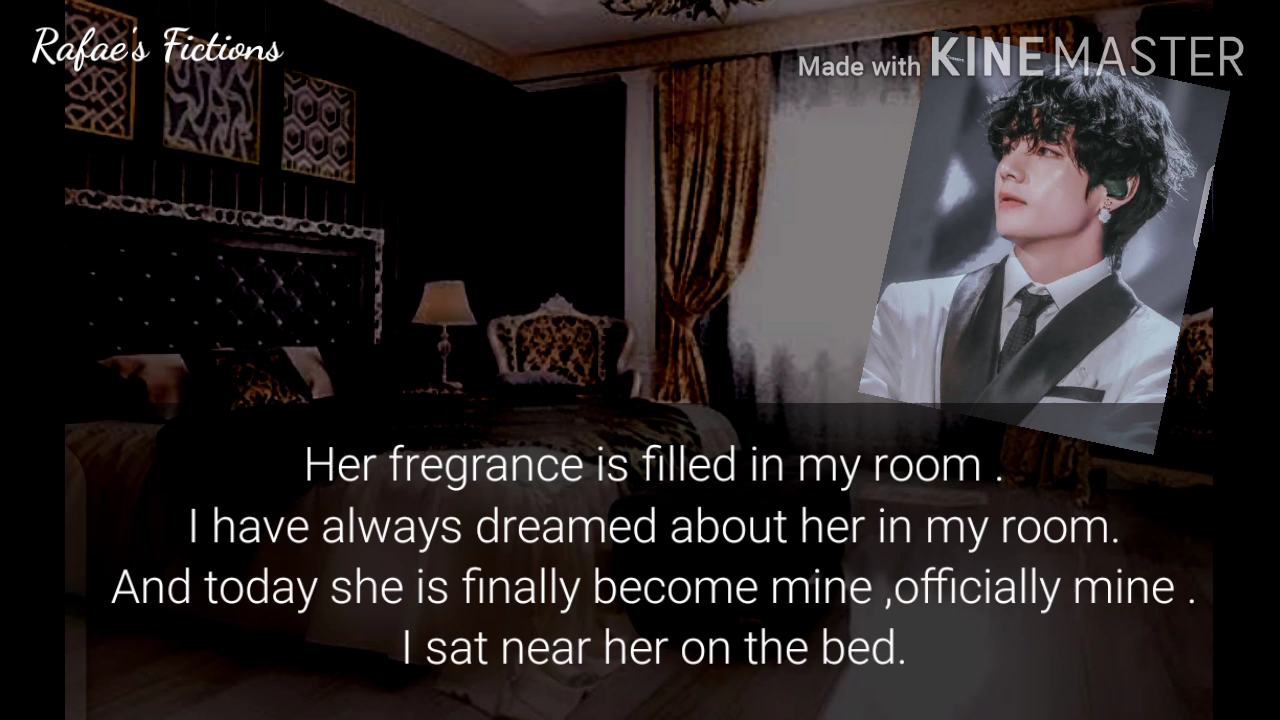 Rafae's Fictions
Made with KINEMASTER
Her fregrance is filled in my room .
I have always dreamed about her in my room.
And today she is finally become mine ,officially mine .
I sat near her on the bed.